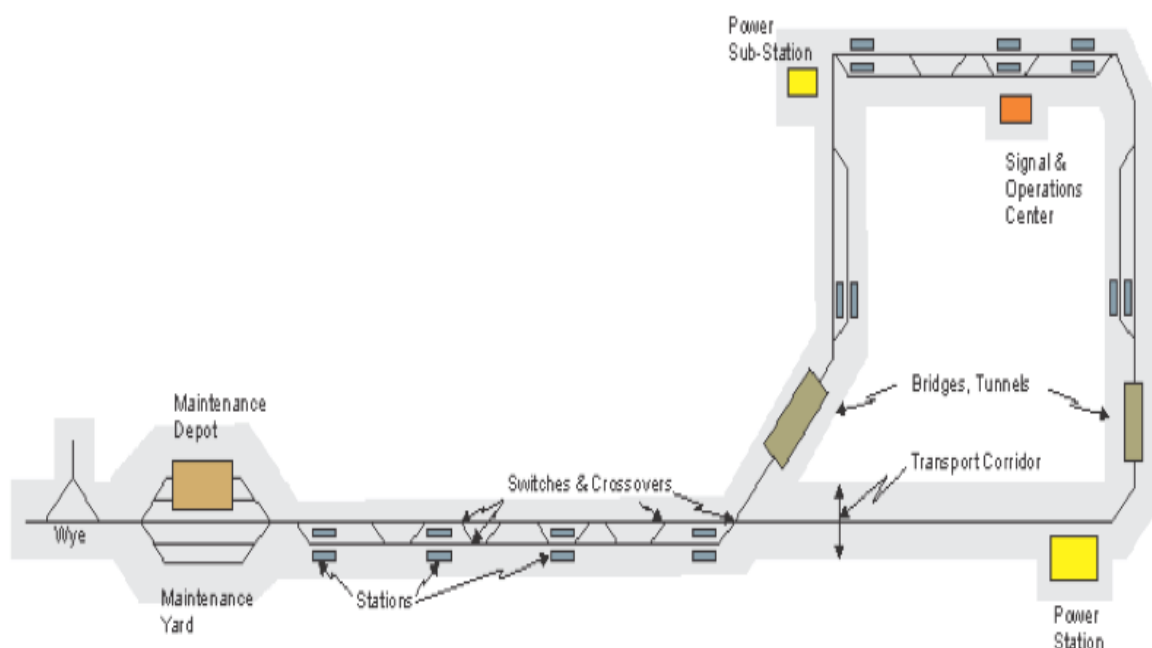 Power
Sub-Station
Signal &
Operations
Center
Bridges, Tunnels
Maintenance
Depot
Transport Corridor
Switches & Crossovers
Wye
Stations
Maintenance
Yard
Power
Station